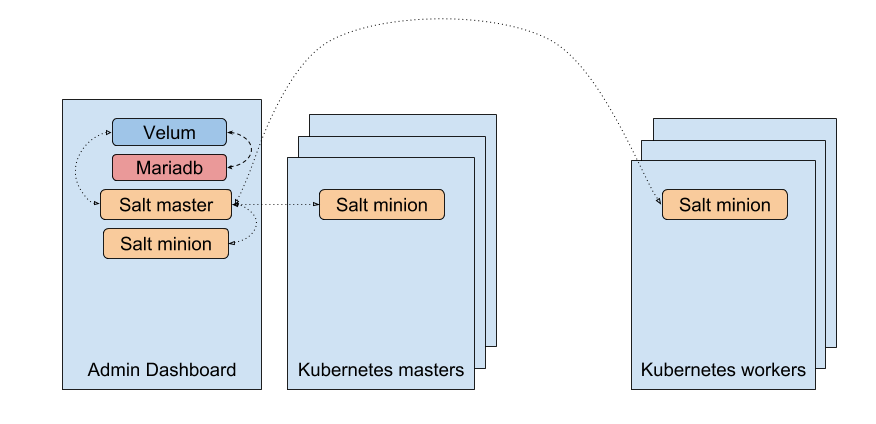 Velum
Mariadb
Salt master
Salt minion
Admin Dashboard
Salt minion
Kubernetes masters
Salt minion
Kubernetes workers